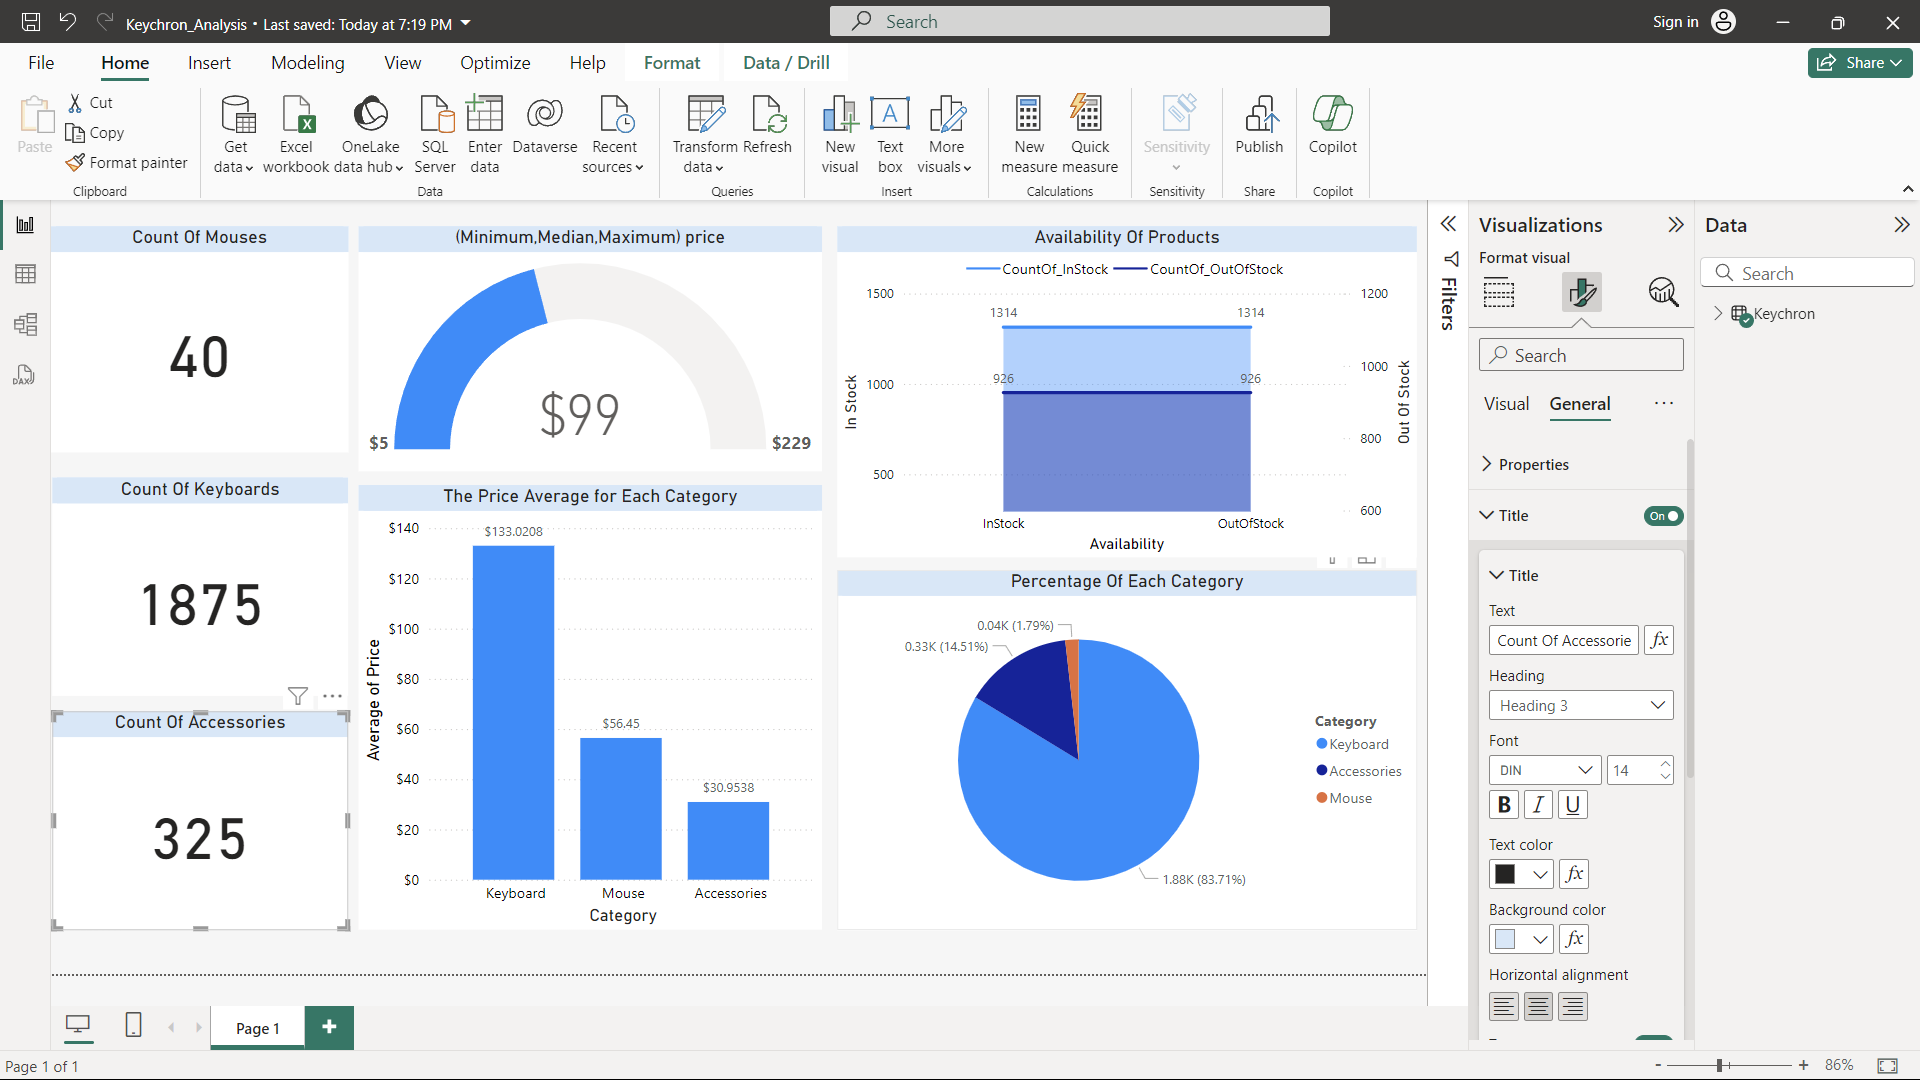 Keychron_Analysis • Last saved: Today at 7:19 PM
Search
Sign in
File
Home
Insert
Modeling
View
Optimize
Help
Format
Data / Drill
Share
Paste
Cut
Copy
Format painter
Clipboard
Get data
Excel workbook
OneLake data hub
SQL Server
Enter data
Dataverse
Recent sources
Data
Transform data
Refresh
Queries
New visual
Text box
More visuals
Insert
New measure
Quick measure
Calculations
Sensitivity
Sensitivity
Publish
Share
Copilot
Copilot
DAX
Count Of Mouses
40
Count Of Keyboards
1875
Count Of Accessories
325
(Minimum,Median,Maximum) price
$99
$5
$229
The Price Average for Each Category
Average of Price
$140
$120
$100
$80
$60
$40
$20
$0
$133.0208
$56.45
$30.9538
Keyboard
Mouse
Accessories
Category
Availability Of Products
CountOf_InStock
CountOf_OutOfStock
In Stock
1500
1000
500
1314
1314
926
926
1200
1000
800
600
Out Of Stock
InStock
OutOfStock
Availability
Percentage Of Each Category
0.04K (1.79%)
0.33K (14.51%)
1.88K (83.71%)
Category
Keyboard
Accessories
Mouse
Filters
Visualizations
Format visual
Search
Visual
General
Properties
Title
On
Title
Text
Count Of Accessorie
fx
Heading
Heading 3
Font
DIN
14
B
I
U
Text color
fx
Background color
fx
Horizontal alignment
Data
Search
Keychron
Page 1
Page 1 of 1
86%